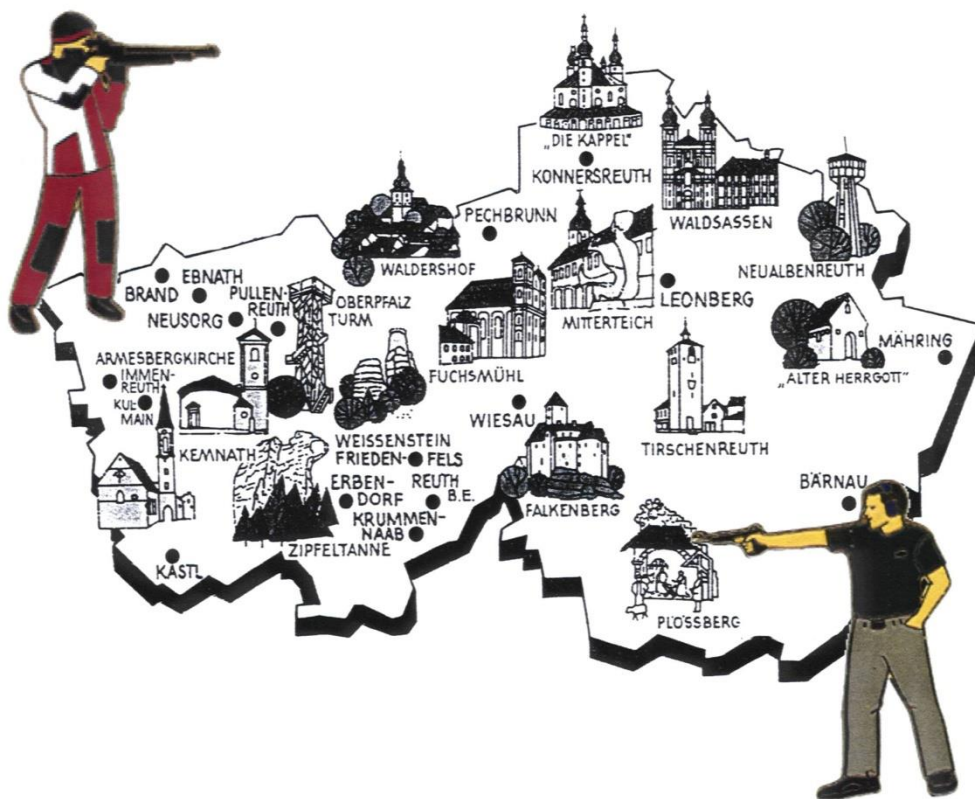 „DIE KAPPEL"
KONNERSREUTH
WALDSASSEN
PECHBRUNN
WALDERSHOF
NEUALBENREUTH
EBNATH
BRAND
PULLEN-
REUTH
NEUSORG
OBERPFALZ
TURM
LEONBERG
MITTERTEICH
MÄHRING
ARMESBERGKIRCHE
IMMEN-
REUTH
KUL-
MAIN
FUCHSMÜHL
„ALTER HERRGOTT"
WIESAU
TIRSCHENREUTH
KEMNATH
WEISSENSTEIN
FRIEDEN-FELS
ERBEN-
DORF
REUTH
B.E.
KRUMMEN-
NAAB
BÄRNAU
FALKENBERG
ZIPFELTANNE
KASTL
PLÖSSBERG